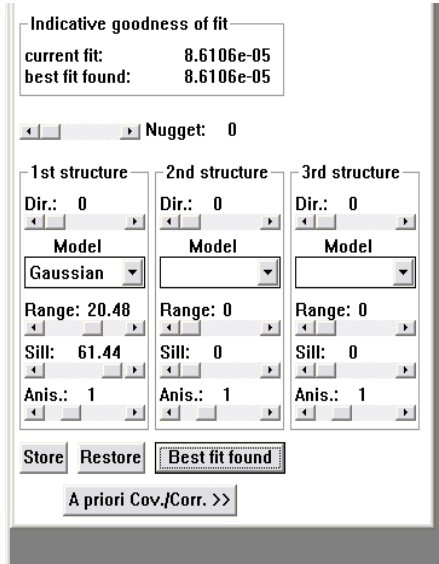 Indicative goodness of fit
current fit: 8.6106e-05
best fit found: 8.6106e-05
Nugget: 0
1st structure 2nd structure 3rd structure
Dir.: 0 Dir.: 0 Dir.: 0
Model Model Model
Gaussian
Range: 20.48 Range: 0 Range: 0
Sill: 61.44 Sill: 0 Sill: 0
Anis.: 1 Anis.: 1 Anis.: 1
Store Restore Best fit found
A priori Cov./Corr. >>